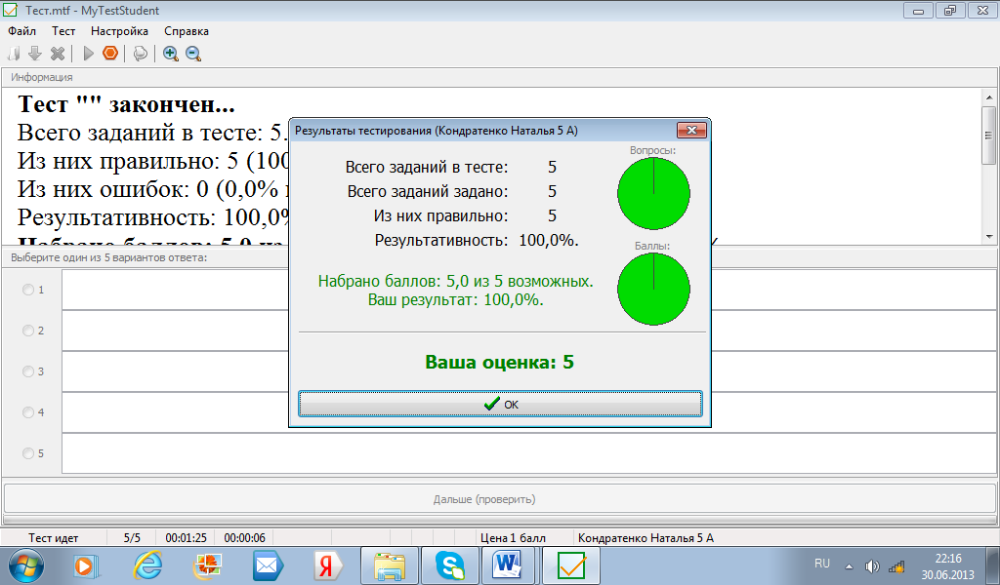 Тест.mtf - MyTestStudent
Файл Тест Настройка Справка
Информация
Тест "" закончен...
Всего заданий в тесте: 5.
Из них правильно: 5 (100
Из них ошибок: 0 (0,0%
Результативность: 100,0%
Набрано баллов: 5,0 из
Результаты тестирования (Кондратенко Наталья 5 А)
Всего заданий в тесте: 5
Всего заданий задано: 5
Из них правильно: 5
Результативность: 100,0%.
Вопросы:
Баллы:
Набрано баллов: 5,0 из 5 возможных.
Ваш результат: 100,0%.
Ваша оценка: 5
OK
Выберите один из 5 вариантов ответа:
1
2
3
4
5
Дальше (проверить)
Тест идет 5/5 00:01:25 00:00:06 Цена 1 балл Кондратенко Наталья 5 А
RU 22:16
30.06.2013